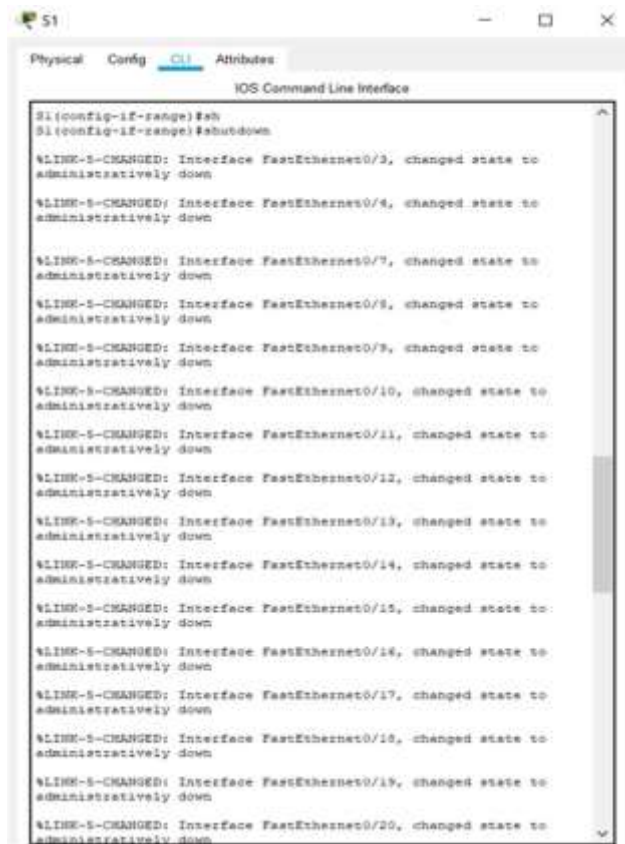 S1
Physical Config CLI Attributes
IOS Command Line Interface
S1(config-if-range)#sh
S1(config-if-range)#shutdown
%LINK-5-CHANGED: Interface FastEthernet0/3, changed state to
administratively down
%LINK-5-CHANGED: Interface FastEthernet0/4, changed state to
administratively down
%LINK-5-CHANGED: Interface FastEthernet0/7, changed state to
administratively down
%LINK-5-CHANGED: Interface FastEthernet0/8, changed state to
administratively down
%LINK-5-CHANGED: Interface FastEthernet0/9, changed state to
administratively down
%LINK-5-CHANGED: Interface FastEthernet0/10, changed state to
administratively down
%LINK-5-CHANGED: Interface FastEthernet0/11, changed state to
administratively down
%LINK-5-CHANGED: Interface FastEthernet0/12, changed state to
administratively down
%LINK-5-CHANGED: Interface FastEthernet0/13, changed state to
administratively down
%LINK-5-CHANGED: Interface FastEthernet0/14, changed state to
administratively down
%LINK-5-CHANGED: Interface FastEthernet0/15, changed state to
administratively down
%LINK-5-CHANGED: Interface FastEthernet0/16, changed state to
administratively down
%LINK-5-CHANGED: Interface FastEthernet0/17, changed state to
administratively down
%LINK-5-CHANGED: Interface FastEthernet0/18, changed state to
administratively down
%LINK-5-CHANGED: Interface FastEthernet0/19, changed state to
administratively down
%LINK-5-CHANGED: Interface FastEthernet0/20, changed state to
administratively down